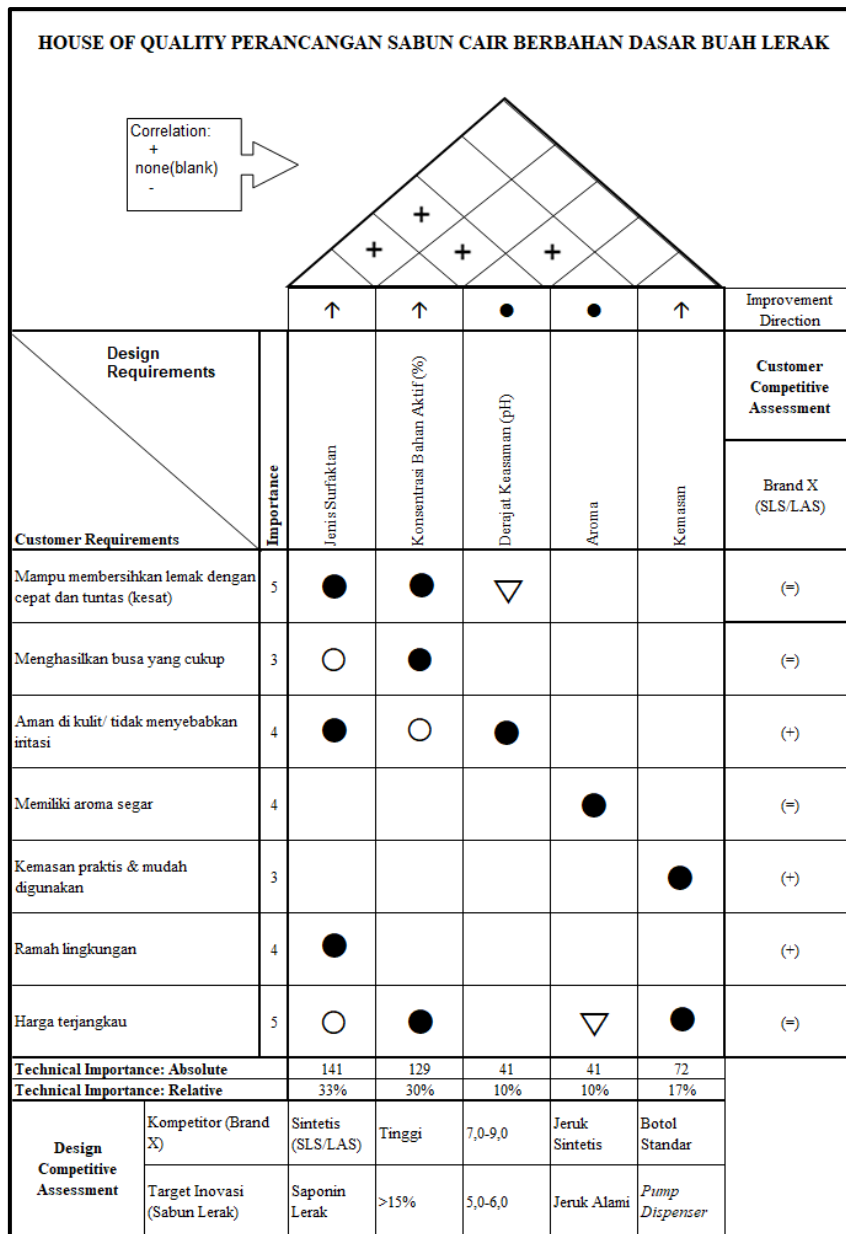 HOUSE OF QUALITY PERANCANGAN SABUN CAIR BERBAHAN DASAR BUAH LERAK
Correlation:
+
none(blank)
-
+
+ + +
↑ ↑ ● ● ↑ Improvement
Direction
Design
Requirements
Customer Requirements
Importance
Jenis Surfaktan
Konsentrasi Bahan Aktif (%)
Derajat Keasaman (pH)
Aroma
Kemasan
Customer
Competitive
Assessment
Brand X
(SLS/LAS)
Mampu membersihkan lemak dengan
cepat dan tuntas (kesat)
5 ● ● ▽ (=)
Menghasilkan busa yang cukup 3 ○ ● (=)
Aman di kulit/ tidak menyebabkan
iritasi
4 ● ○ ● (+)
Memiliki aroma segar 4 ● (=)
Kemasan praktis & mudah
digunakan
3 ● (+)
Ramah lingkungan 4 ● (+)
Harga terjangkau 5 ○ ● ▽ ● (=)
Technical Importance: Absolute 141 129 41 41 72
Technical Importance: Relative 33% 30% 10% 10% 17%
Design
Competitive
Assessment
Kompetitor (Brand
X)
Sintetis
(SLS/LAS)
Tinggi
7,0-9,0
Jeruk
Sintetis
Botol
Standar
Target Inovasi
(Sabun Lerak)
Saponin
Lerak
>15%
5,0-6,0
Jeruk Alami
Pump
Dispenser